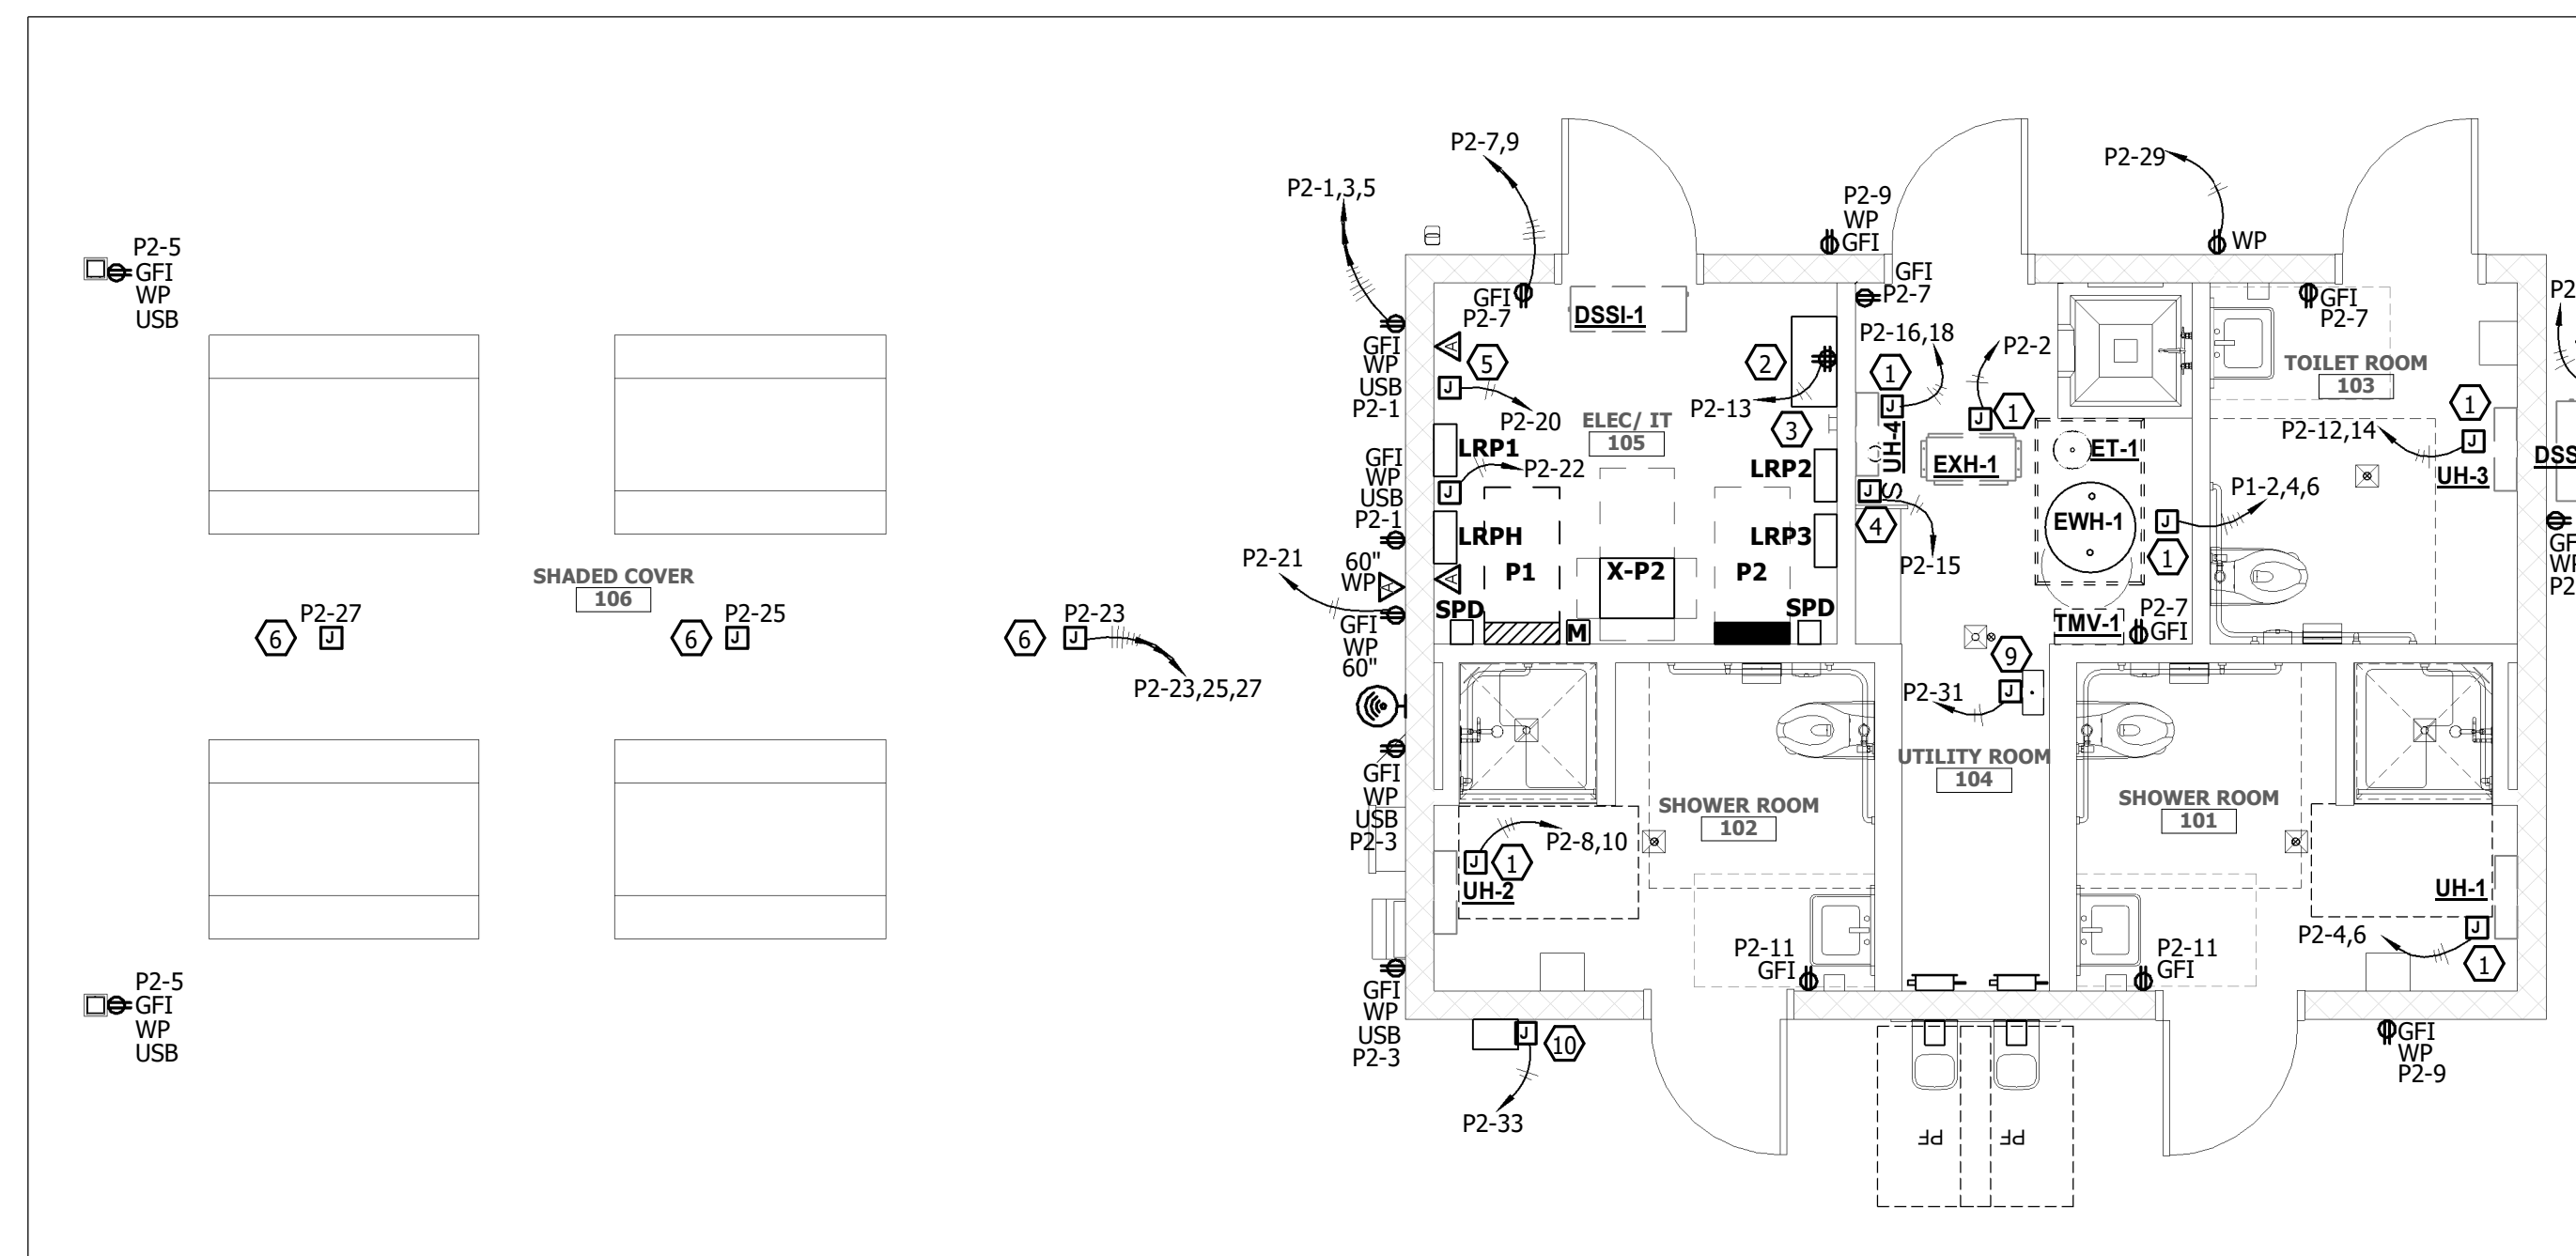 P2-7,9
P2-29
P2-1,3,5
P2-9
WP
GFI
WP
P2-5
GFI
WP
USB
GFI
P2-7
DSSI-1
GFI
P2-7
GFI
P2-7
TOILET ROOM
103
GFI
WP
USB
P2-1
A
5
J
P2-20
2
P2-13
3
ELEC/ IT
105
P2-16,18
1
J
UH-4
P2-2
J
1
EXH-1
ET-1
P2-12,14
1
J
UH-3
LRP1
P2-22
J
GFI
WP
USB
P2-1
LRPH
LRP2
LRP3
J
S
4
P2-15
EWH-1
P1-2,4,6
J
1
P1
X-P2
P2
A
60"
WP
A
P2-21
GFI
WP
60"
SPD
M
SPD
TMV-1
P2-7
GFI
SHADED COVER
106
6
P2-27
J
6
P2-25
J
6
P2-23
J
P2-23,25,27
9
J
P2-31
UTILITY ROOM
104
GFI
WP
USB
P2-3
SHOWER ROOM
102
SHOWER ROOM
101
P2-8,10
J
1
UH-2
UH-1
P2-4,6
J
1
P2-11
GFI
P2-11
GFI
P2-5
GFI
WP
USB
GFI
WP
USB
P2-3
J
10
P2-33
GFI
WP
P2-9
PF
PF